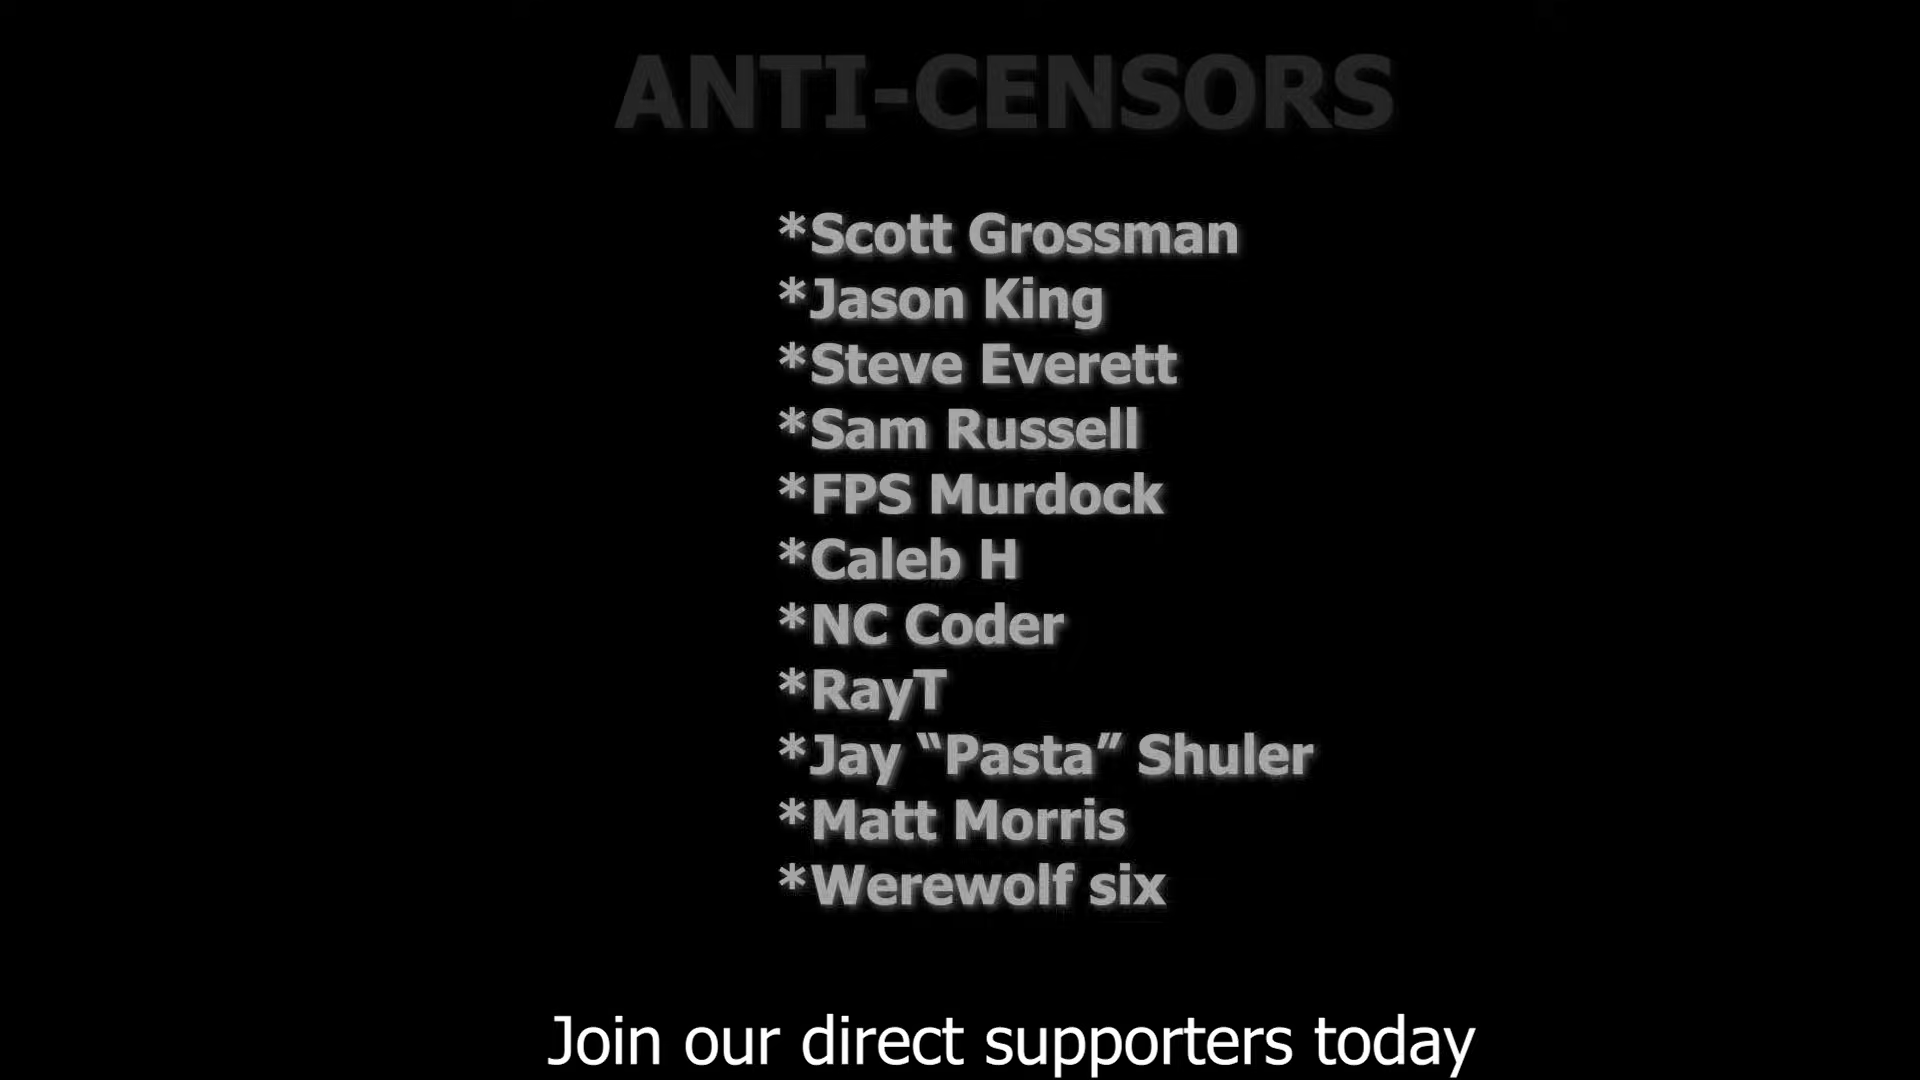 ANTI-CENSORS
*Scott Grossman
*Jason King
*Steve Everett
*Sam Russell
*FPS Murdock
*Caleb H
*NC Coder
*RayT
*Jay “Pasta” Shuler
*Matt Morris
*Werewolf six
Join our direct supporters today